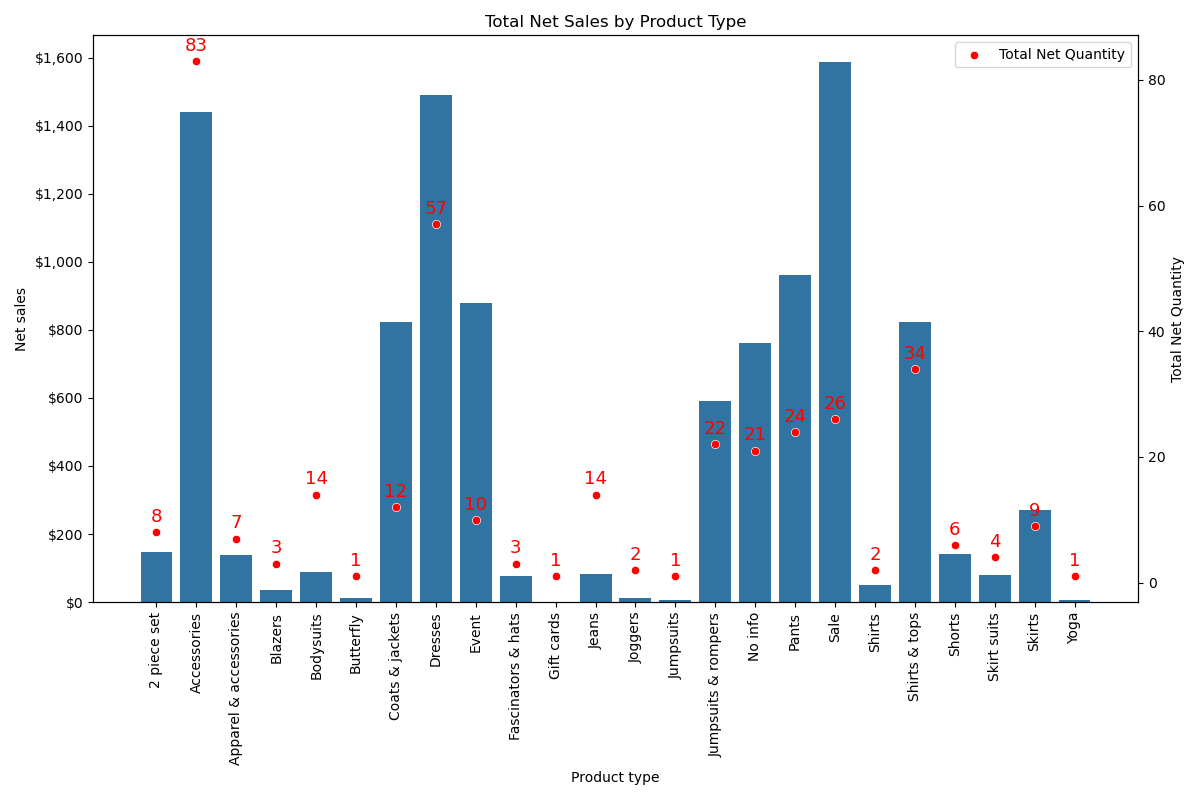 Total Net Sales by Product Type
Total Net Quantity
Net sales
$1,600
$1,400
$1,200
$1,000
$800
$600
$400
$200
$0
80
60
40
20
0
Total Net Quantity
8
83
7
3
14
1
12
57
10
3
1
14
2
1
22
21
24
26
2
34
6
4
9
1
2 piece set
Accessories
Apparel & accessories
Blazers
Bodysuits
Butterfly
Coats & jackets
Dresses
Event
Fascinators & hats
Gift cards
Jeans
Joggers
Jumpsuits
Jumpsuits & rompers
No info
Pants
Sale
Shirts
Shirts & tops
Shorts
Skirt suits
Skirts
Yoga
Product type